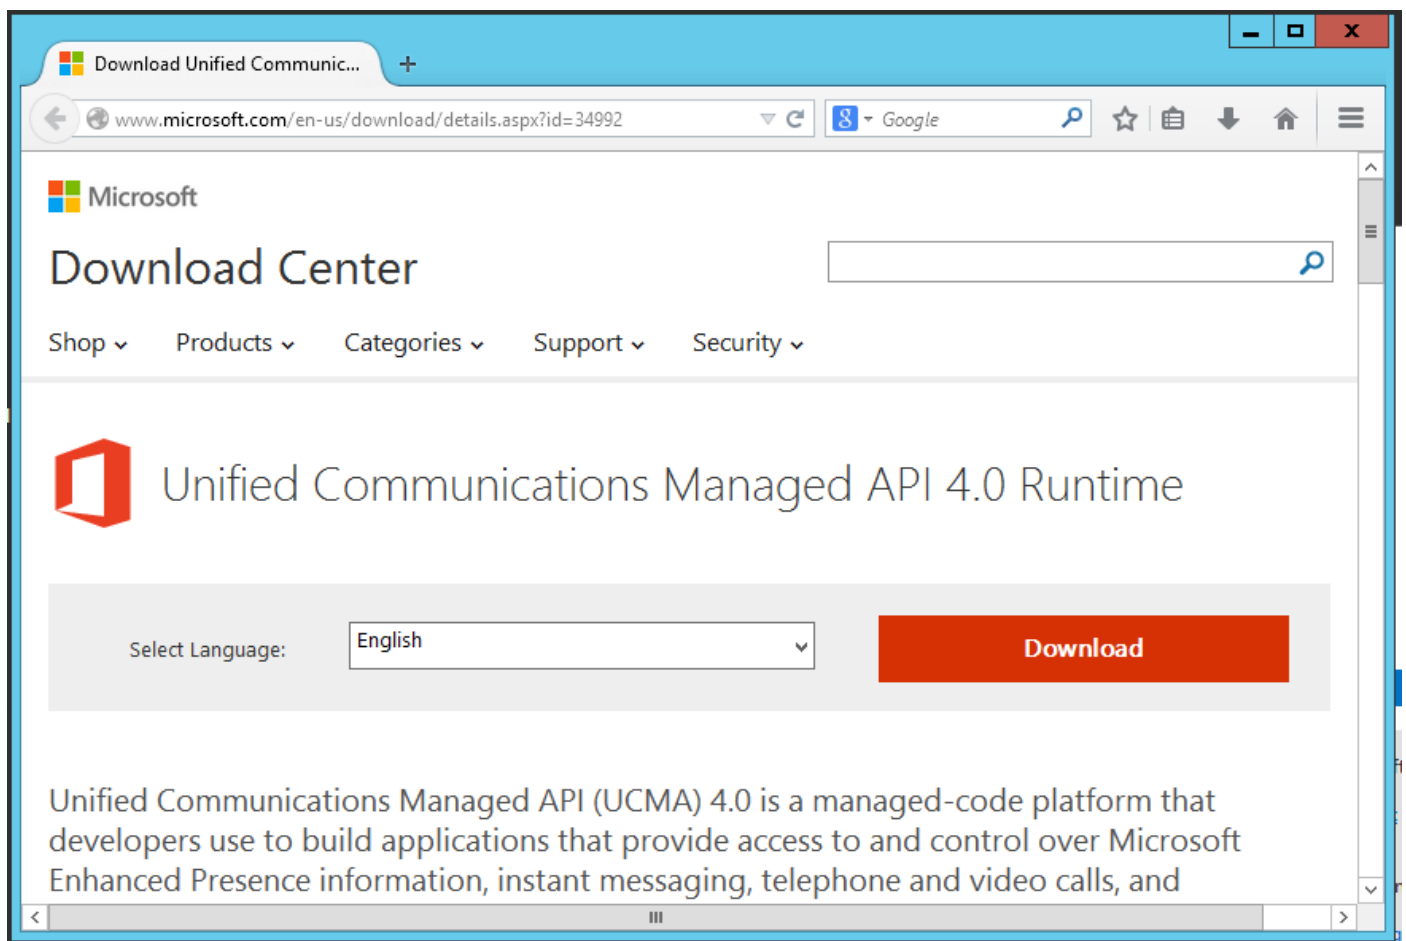 Download Unified Communic...
www.microsoft.com/en-us/download/details.aspx?id=34992
8
Google
Microsoft
Download Center
Shop Products Categories Support Security
Unified Communications Managed API 4.0 Runtime
Select Language: English Download
Unified Communications Managed API (UCMA) 4.0 is a managed-code platform that
developers use to build applications that provide access to and control over Microsoft
Enhanced Presence information, instant messaging, telephone and video calls, and